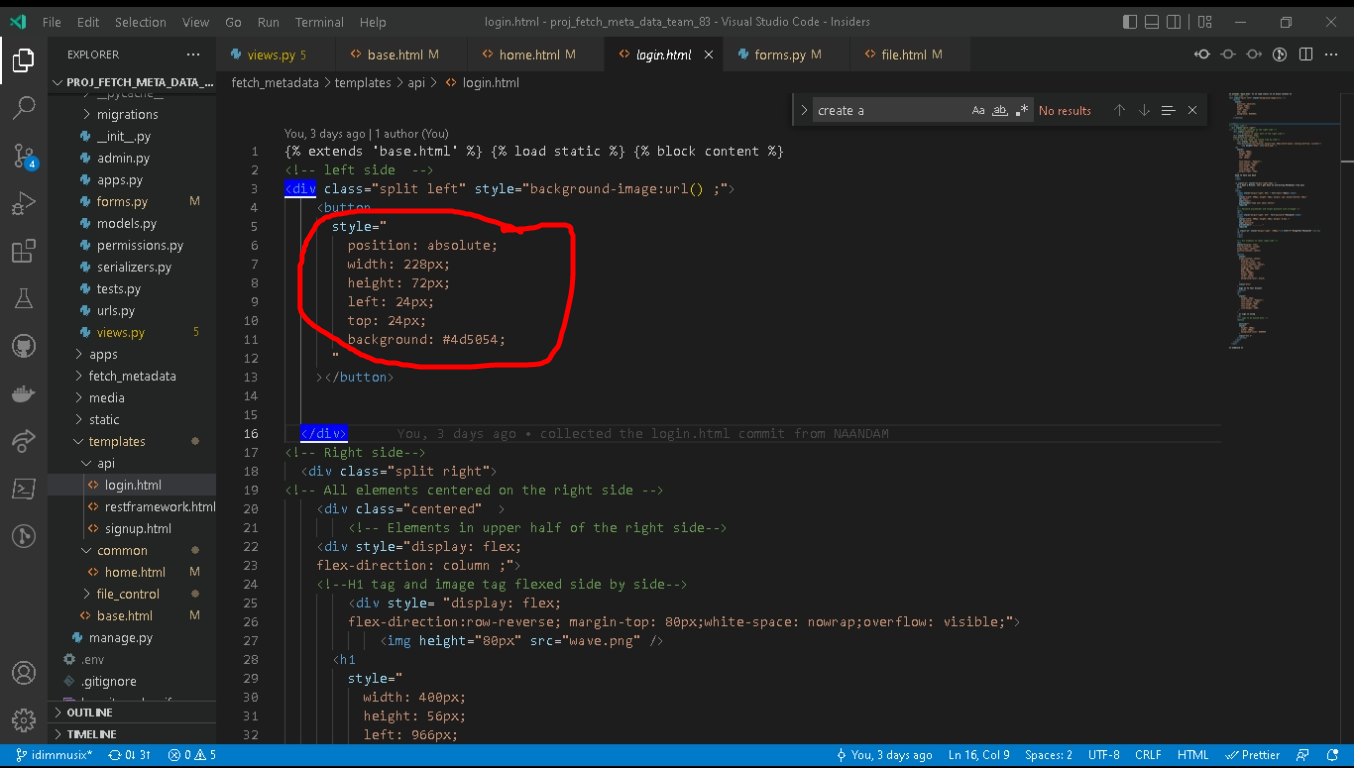 File Edit Selection View Go Run Terminal Help login.html - proj_fetch_meta_data_team_83 - Visual Studio Code - Insiders
EXPLORER
PROJ_FETCH_META_DATA_...
__pycache__
migrations
__init__.py
admin.py
apps.py
forms.py M
models.py
permissions.py
serializers.py
tests.py
urls.py
views.py 5
apps
fetch_metadata
media
static
templates
api
login.html
restframework.html
signup.html
common
home.html M
file_control
base.html M
manage.py
.env
.gitignore
OUTLINE
TIMELINE
4
views.py 5 base.html M home.html M login.html forms.py M file.html M
fetch_metadata > templates > api > login.html
create a Aa ab .* No results
You, 3 days ago | 1 author (You)
1 {% extends 'base.html' %} {% load static %} {% block content %}
2 <!-- left side -->
3 <div class="split left" style="background-image:url() ;">
4 <button
5 style="
6 position: absolute;
7 width: 228px;
8 height: 72px;
9 left: 24px;
10 top: 24px;
11 background: #4d5054;
12 "
13 ></button>
14
15
16 </div> You, 3 days ago • collected the login.html commit from NAANDAM
17 <!-- Right side-->
18 <div class="split right">
19 <!-- All elements centered on the right side -->
20 <div class="centered" >
21 <!-- Elements in upper half of the right side-->
22 <div style="display: flex;
23 flex-direction: column ;">
24 <!--H1 tag and image tag flexed side by side-->
25 <div style= "display: flex;
26 flex-direction:row-reverse; margin-top: 80px;white-space: nowrap;overflow: visible;">
27 <img height="80px" src="wave.png" />
28 <h1
29 style="
30 width: 400px;
31 height: 56px;
32 left: 966px;
idimmusix* 0↓ 3↑ 0 5 You, 3 days ago Ln 16, Col 9 Spaces: 2 UTF-8 CRLF HTML Prettier